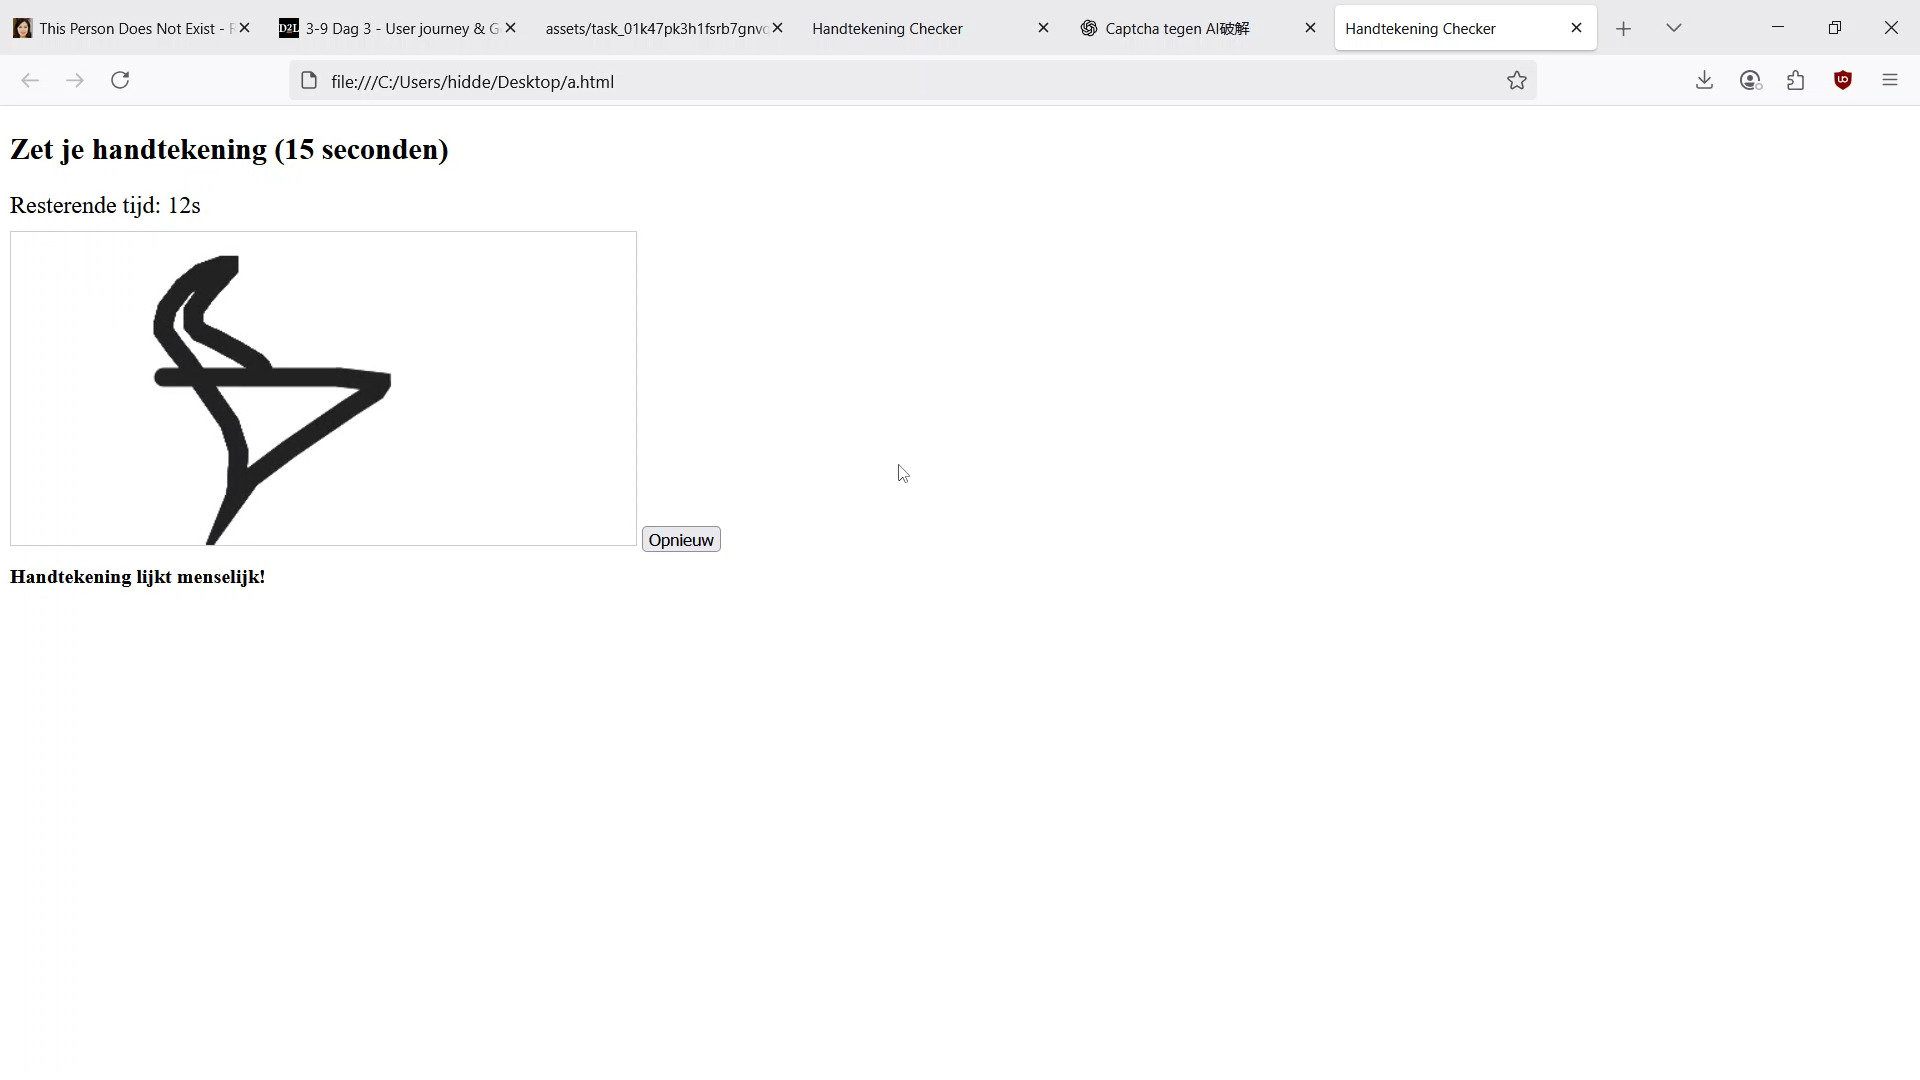 This Person Does Not Exist -
D2L 3-9 Dag 3 - User journey & G
assets/task_01k47pk3h1fsrb7gnv
Handtekening Checker
Captcha tegen AI破解
Handtekening Checker
file:///C:/Users/hidde/Desktop/a.html
Zet je handtekening (15 seconden)
Resterende tijd: 12s
Opnieuw
Handtekening lijkt menselijk!